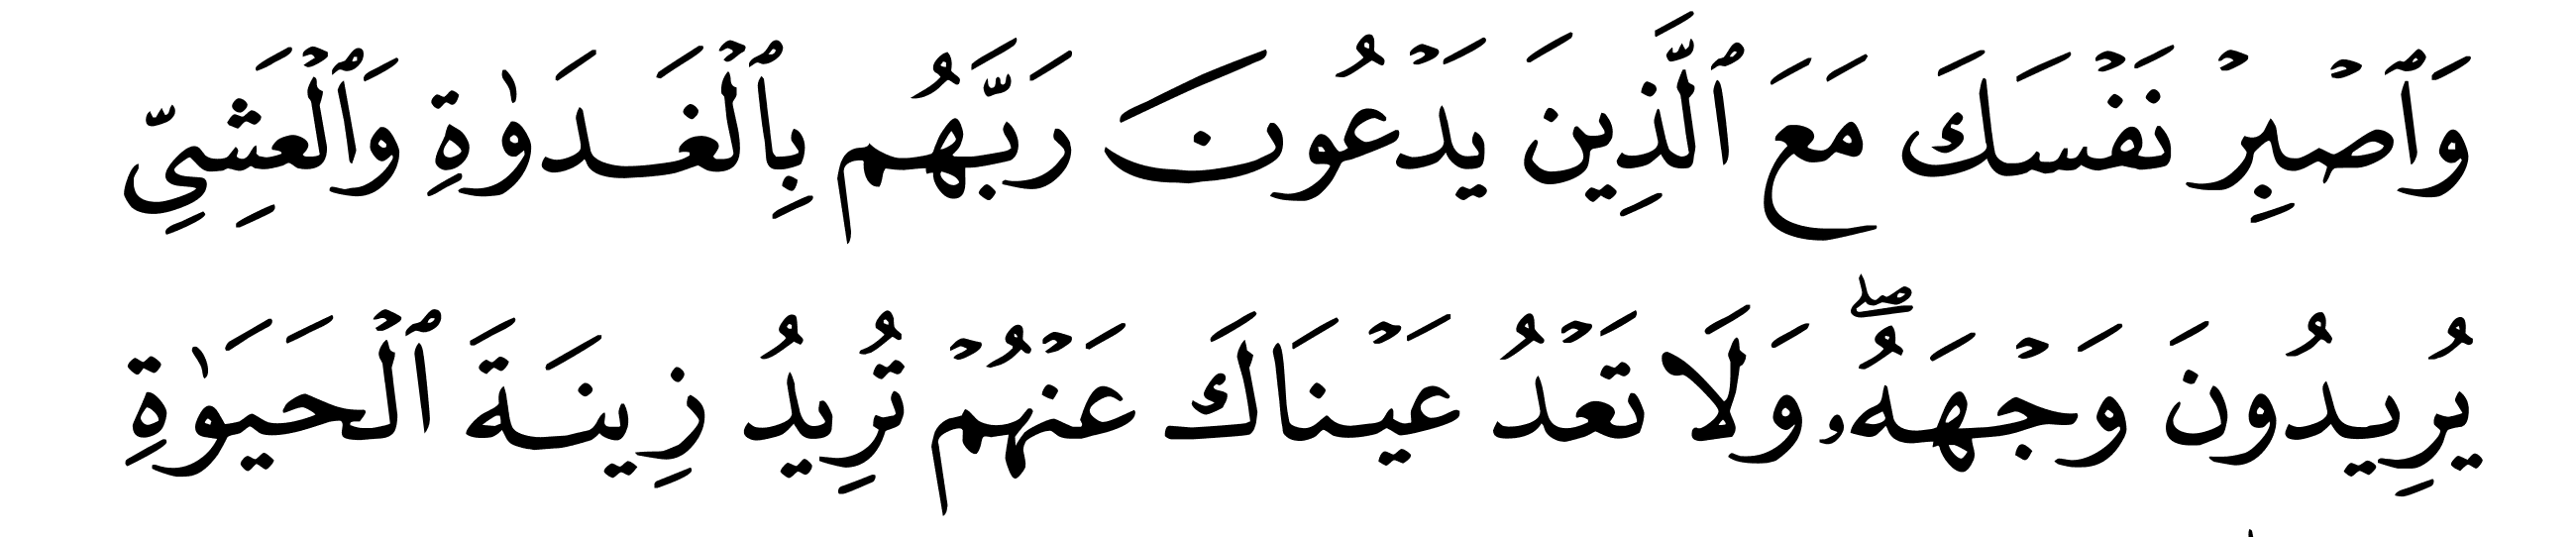 وَٱصۡبِرۡ نَفۡسَكَ مَعَ ٱلَّذِينَ يَدۡعُونَ رَبَّهُم بِٱلۡغَدَوٰةِ وَٱلۡعَشِيِّ
يُرِيدُونَ وَجۡهَهُۥۖ وَلَا تَعۡدُ عَيۡنَاكَ عَنۡهُمۡ تُرِيدُ زِينَةَ ٱلۡحَيَوٰةِ